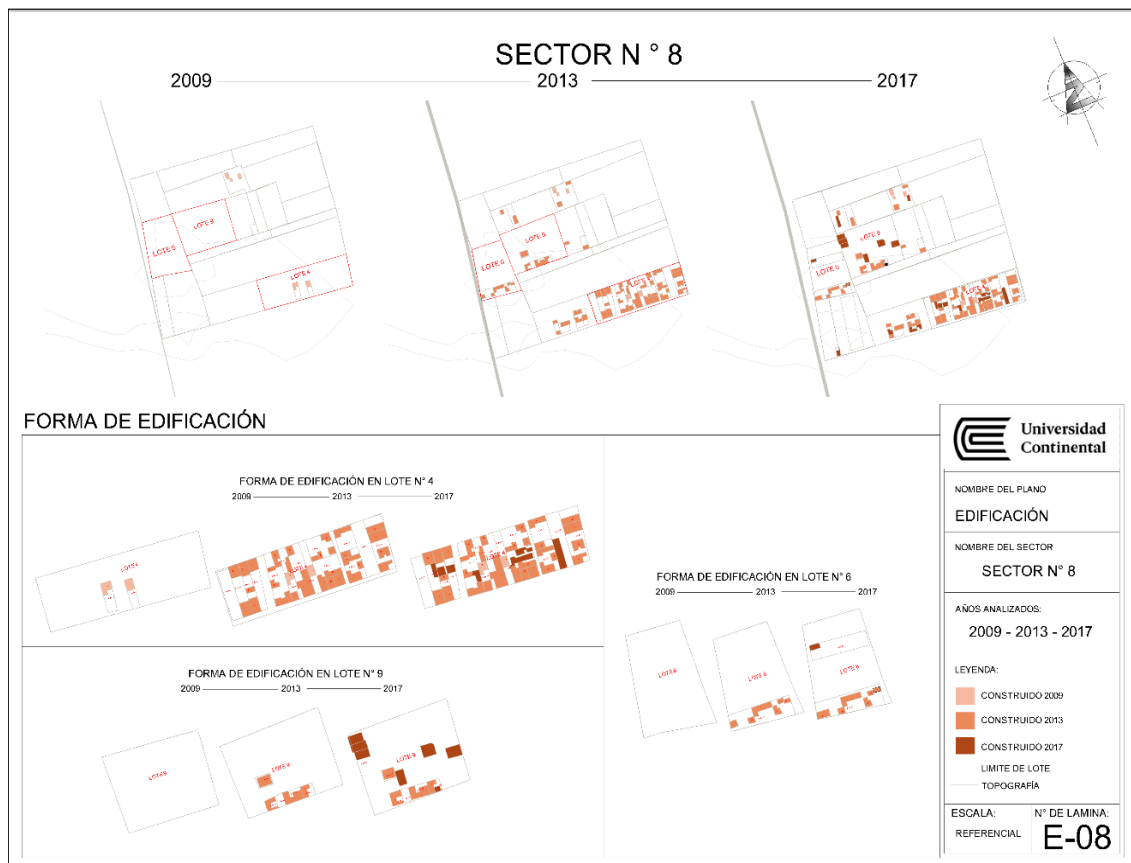 SECTOR N ° 8
2009
2013
2017
LOTE 9
LOTE 6
LOTE 4
LOTE 9
LOTE 6
LOTE 9
LOTE 6
FORMA DE EDIFICACIÓN
FORMA DE EDIFICACIÓN EN LOTE N° 4
2009
2013
2017
LOTE 4
FORMA DE EDIFICACIÓN EN LOTE N° 9
2009
2013
2017
LOTE 9
LOTE 9
LOTE 9
FORMA DE EDIFICACIÓN EN LOTE N° 6
2009
2013
2017
LOTE 6
LOTE 6
LOTE 6
Universidad
Continental
NOMBRE DEL PLANO
EDIFICACIÓN
NOMBRE DEL SECTOR
SECTOR N° 8
AÑOS ANALIZADOS:
2009 - 2013 - 2017
LEYENDA:
CONSTRUIDO 2009
CONSTRUIDO 2013
CONSTRUIDO 2017
LIMITE DE LOTE
TOPOGRAFÍA
ESCALA:
REFERENCIAL
N° DE LAMINA:
E-08